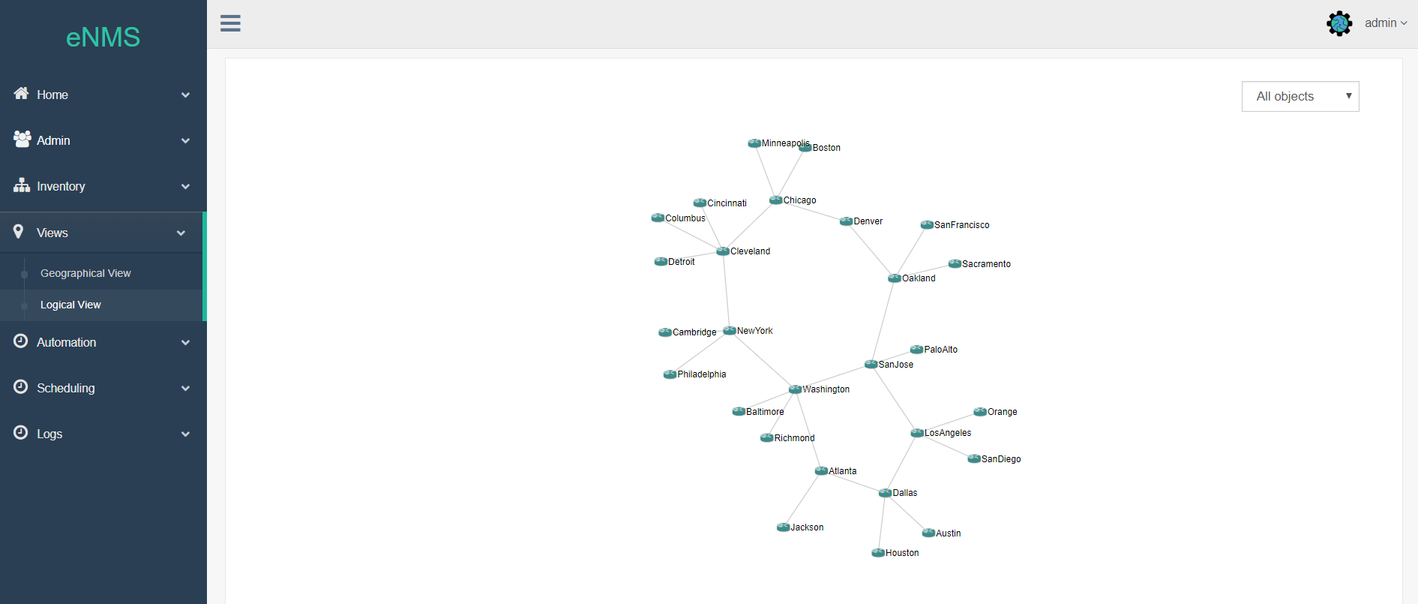 eNMS
admin
Home
Admin
Inventory
Views
Geographical View
Logical View
Automation
Scheduling
Logs
All objects
Minneapolis
Boston
Chicago
Cincinnati
Columbus
Denver
SanFrancisco
Cleveland
Detroit
Sacramento
Oakland
Cambridge
NewYork
PaloAlto
SanJose
Philadelphia
Washington
Baltimore
Orange
Richmond
LosAngeles
SanDiego
Atlanta
Dallas
Jackson
Austin
Houston